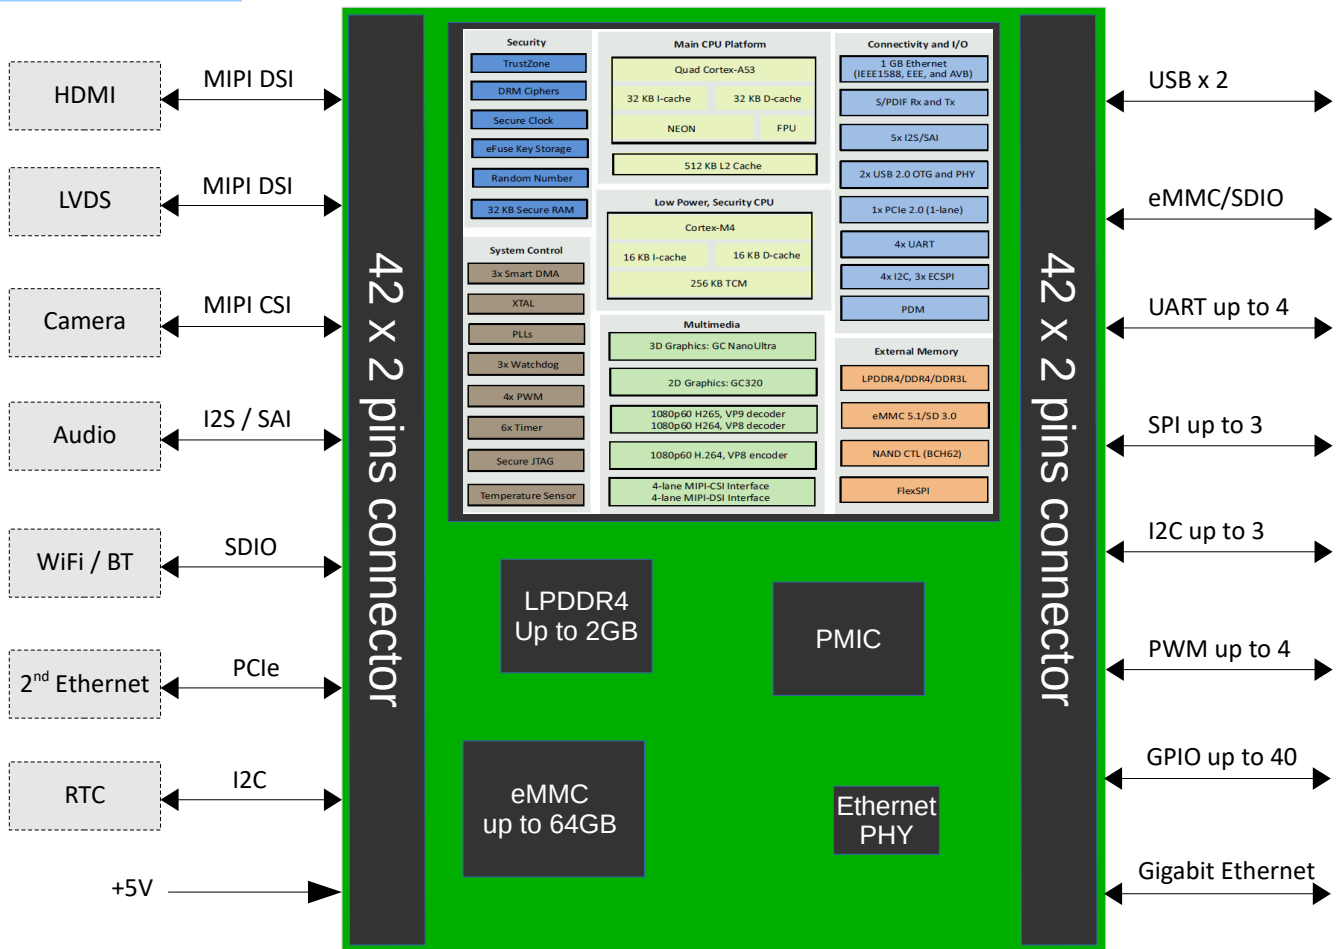 HDMI
MIPI DSI
LVDS
MIPI DSI
Camera
MIPI CSI
Audio
I2S / SAI
WiFi / BT
SDIO
2nd Ethernet
PCIe
RTC
I2C
+5V
42 x 2 pins connector
Security
TrustZone
DRM Ciphers
Secure Clock
eFuse Key Storage
Random Number
32 KB Secure RAM
System Control
3x Smart DMA
XTAL
PLLs
3x Watchdog
4x PWM
6x Timer
Secure JTAG
Temperature Sensor
Main CPU Platform
Quad Cortex-A53
32 KB I-cache
32 KB D-cache
NEON
FPU
512 KB L2 Cache
Low Power, Security CPU
Cortex-M4
16 KB I-cache
16 KB D-cache
256 KB TCM
Multimedia
3D Graphics: GC NanoUltra
2D Graphics: GC320
1080p60 H265, VP9 decoder
1080p60 H264, VP8 decoder
1080p60 H.264, VP8 encoder
4-lane MIPI-CSI Interface
4-lane MIPI-DSI Interface
Connectivity and I/O
1 GB Ethernet
(IEEE1588, EEE, and AVB)
S/PDIF Rx and Tx
5x I2S/SAI
2x USB 2.0 OTG and PHY
1x PCIe 2.0 (1-lane)
4x UART
4x I2C, 3x ECSPI
PDM
External Memory
LPDDR4/DDR4/DDR3L
eMMC 5.1/SD 3.0
NAND CTL (BCH62)
FlexSPI
LPDDR4
Up to 2GB
PMIC
eMMC
up to 64GB
Ethernet
PHY
42 x 2 pins connector
USB x 2
eMMC/SDIO
UART up to 4
SPI up to 3
I2C up to 3
PWM up to 4
GPIO up to 40
Gigabit Ethernet